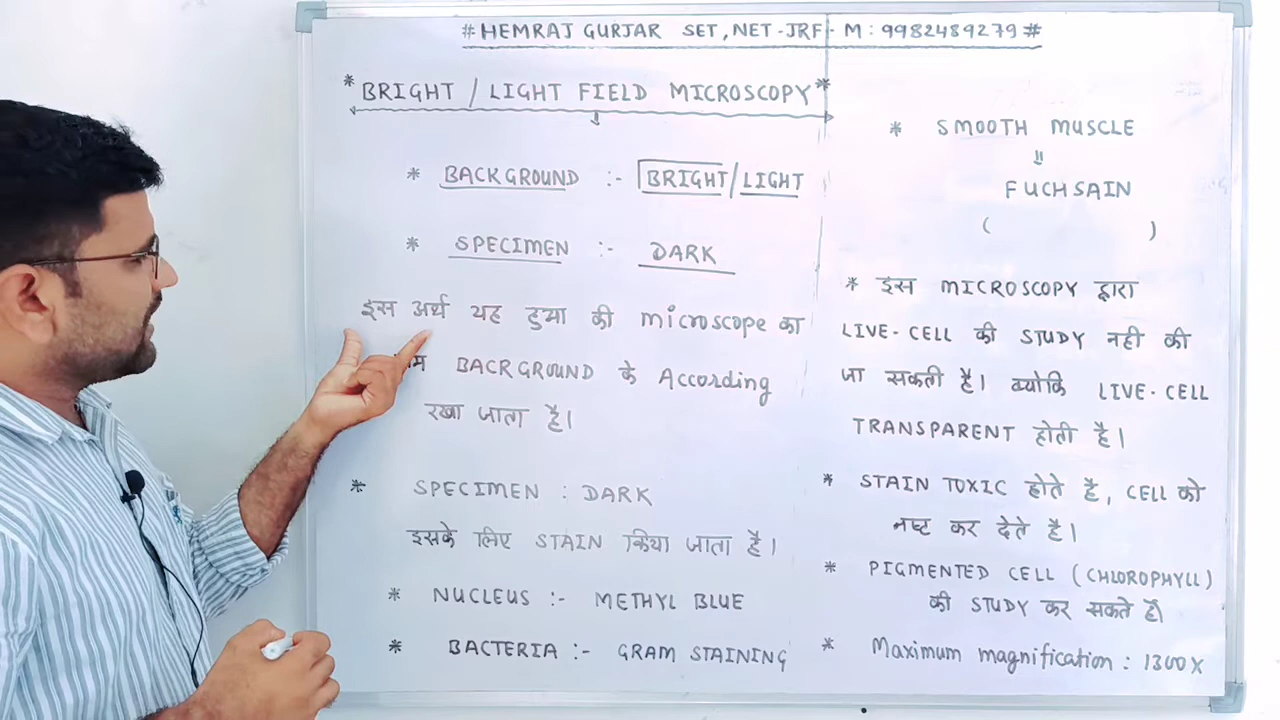 # HEMRAJ GURJAR SET, NET-JRF - M : 9982489279 #
* BRIGHT / LIGHT FIELD MICROSCOPY *
* BACKGROUND :- BRIGHT / LIGHT
* SPECIMEN :- DARK
इस अर्थ यह हुआ की microscope का
BACRGROUND के According
रखा जाता है।
* SPECIMEN : DARK
इसके लिए STAIN किया जाता है।
* NUCLEUS :- METHYL BLUE
* BACTERIA :- GRAM STAINING
* SMOOTH MUSCLE
FUCHSAIN
( )
* इस MICROSCOPY द्वारा
LIVE-CELL की STUDY नही की
जा सकती है। क्योकि LIVE-CELL
TRANSPARENT होती है।
* STAIN TOXIC होते है, CELL को
नष्ट कर देते है।
* PIGMENTED CELL (CHLOROPHYLL)
की STUDY कर सकते है।
* Maximum magnification : 1300X